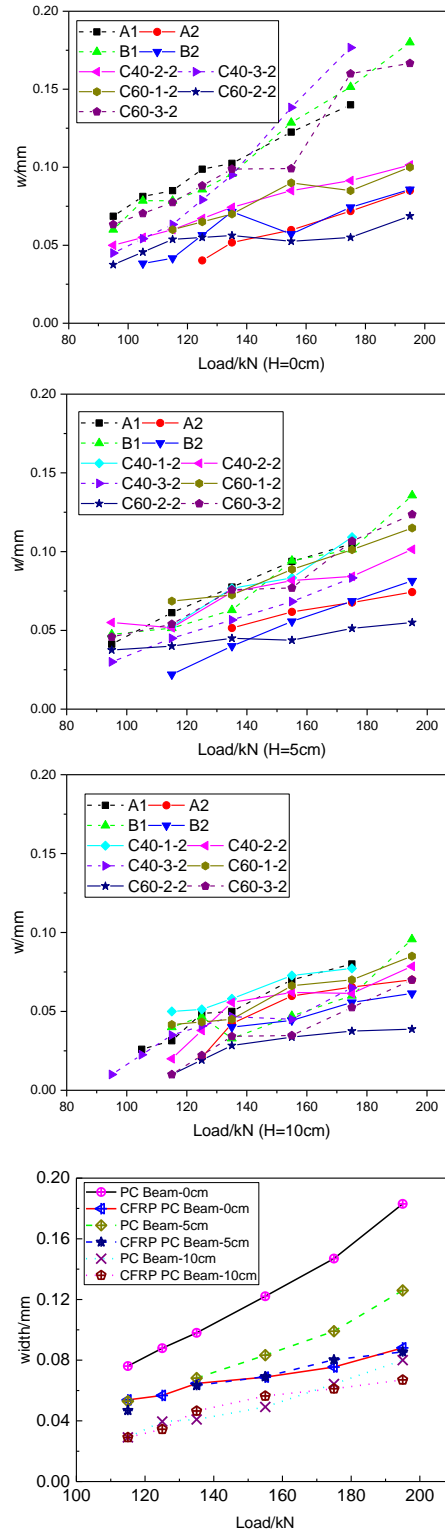 0.20
A1 A2
B1 B2
C40-2-2 C40-3-2
C60-1-2 C60-2-2
C60-3-2
0.15
w/mm
0.10
0.05
0.00
80 100 120 140 160 180 200
Load/kN (H=0cm)
0.20
A1 A2
B1 B2
C40-1-2 C40-2-2
C40-3-2 C60-1-2
C60-2-2 C60-3-2
0.15
w/mm
0.10
0.05
0.00
80 100 120 140 160 180 200
Load/kN (H=5cm)
0.20
A1 A2
B1 B2
C40-1-2 C40-2-2
C40-3-2 C60-1-2
C60-2-2 C60-3-2
0.15
w/mm
0.10
0.05
0.00
80 100 120 140 160 180 200
Load/kN (H=10cm)
0.20
PC Beam-0cm
CFRP PC Beam-0cm
PC Beam-5cm
CFRP PC Beam-5cm
PC Beam-10cm
CFRP PC Beam-10cm
0.16
0.12
width/mm
0.08
0.04
0.00
100 120 140 160 180 200
Load/kN